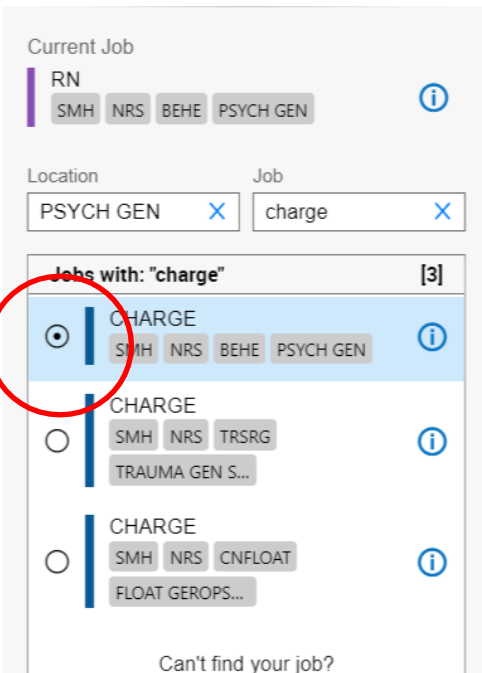 Current Job
RN
SMH NRS BEHE PSYCH GEN
Location Job
PSYCH GEN X charge X
Jobs with: "charge" [3]
CHARGE
SMH NRS BEHE PSYCH GEN
CHARGE
SMH NRS TRSRG
TRAUMA GEN S...
CHARGE
SMH NRS CNFLOAT
FLOAT GEROPS...
Can't find your job?